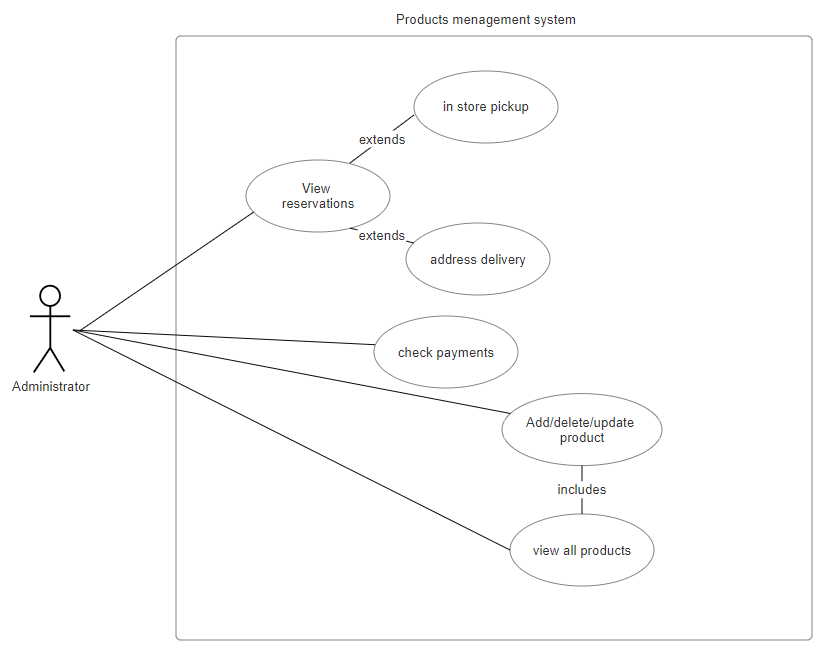 Products menagement system
in store pickup
extends
View
reservations
extends
address delivery
check payments
Administrator
Add/delete/update
product
includes
view all products